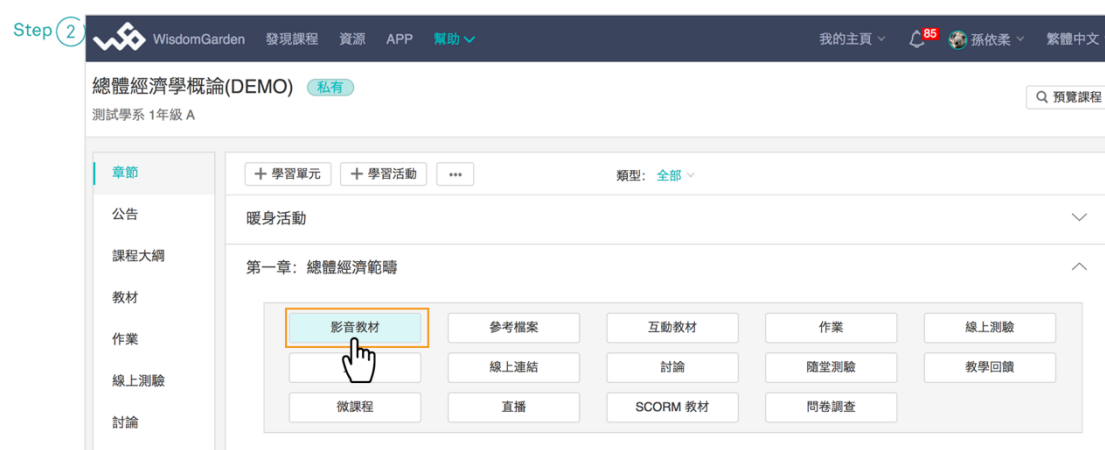 Step 2
WisdomGarden 發現課程 資源 APP 幫助 我的主頁 85 孫依柔 繁體中文
總體經濟學概論(DEMO) 私有
預覽課程
測試學系 1年級 A
章節 + 學習單元 + 學習活動 ••• 類型: 全部
公告 暖身活動
課程大綱 第一章: 總體經濟範疇
教材
影音教材 參考檔案 互動教材 作業 線上測驗
作業
線上連結 討論 隨堂測驗 教學回饋
線上測驗
微課程 直播 SCORM 教材 問卷調查
討論